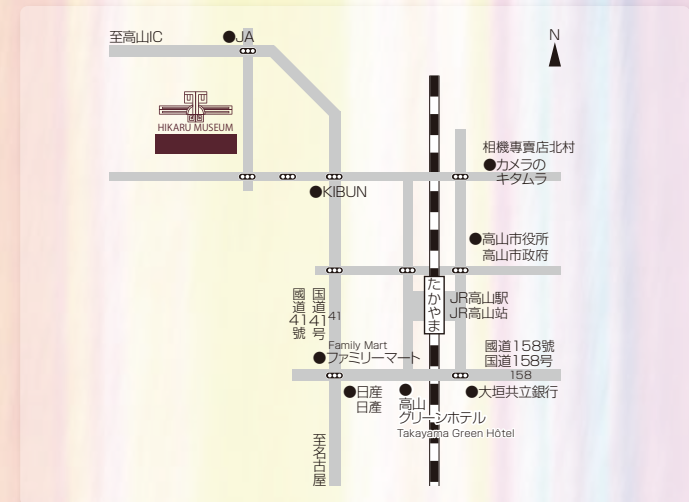 至高山IC
●JA
N
HIKARU MUSEUM
相機專賣店北村
●カメラの
キタムラ
●KIBUN
●高山市役所
高山市政府
たかやま
JR高山駅
JR高山站
國道41號
国道41号
41
Family Mart
●ファミリーマート
國道158號
国道158号
158
●日産
日產
●高山
グリーンホテル
Takayama Green Hôtel
●大垣共立銀行
至名古屋